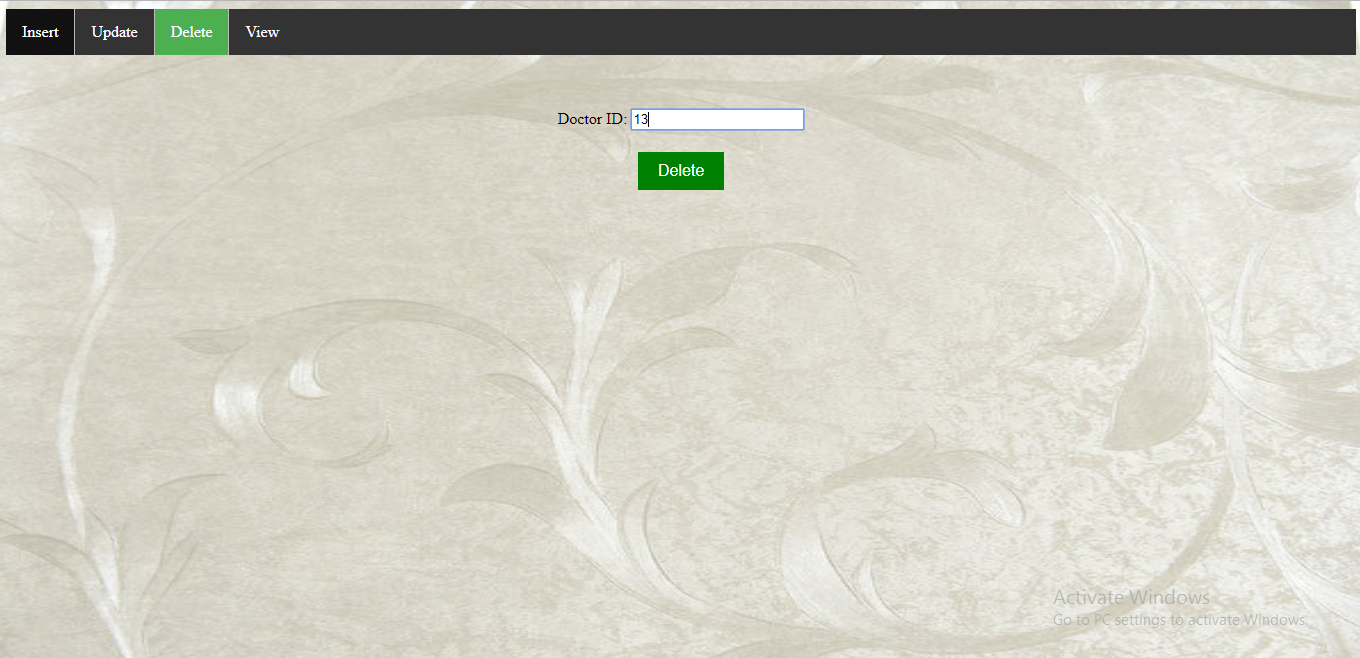 Insert Update Delete View
Doctor ID: 13
Delete
Activate Windows
Go to PC settings to activate Windows.